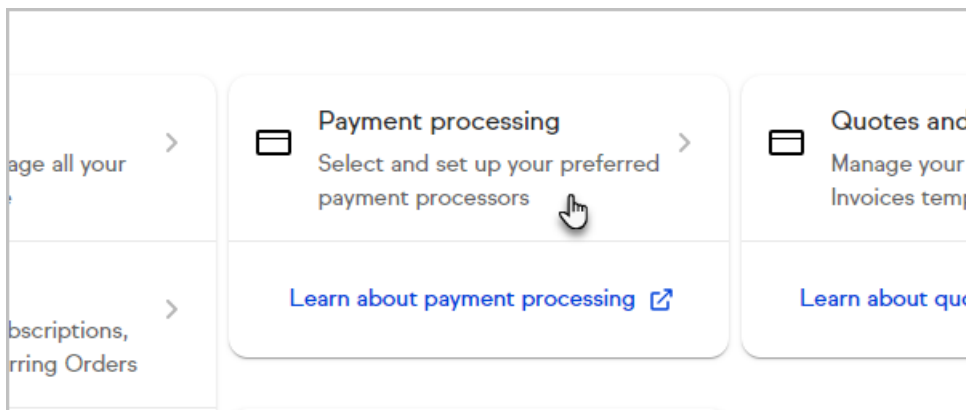 age all your
bscriptions,
rring Orders
Payment processing
Select and set up your preferred
payment processors
Learn about payment processing
Quotes and
Manage your
Invoices temp
Learn about quo